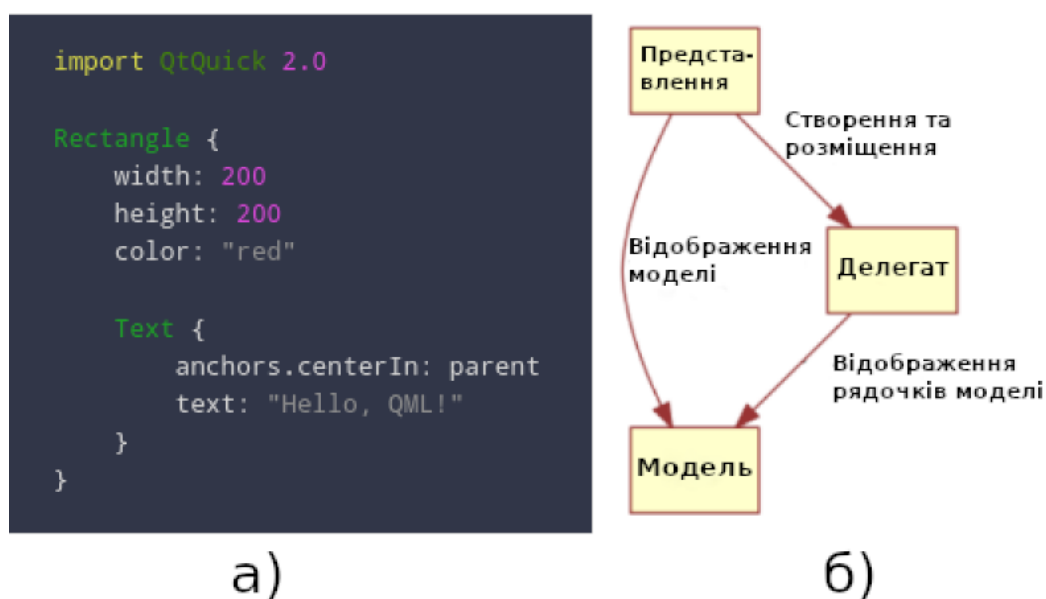 import QtQuick 2.0
Rectangle {
width: 200
height: 200
color: "red"
Text {
anchors.centerIn: parent
text: "Hello, QML!"
}
}
а)
Предста-
влення
Створення та
розміщення
Відображення
моделі
Делегат
Відображення
рядочків моделі
Модель
б)